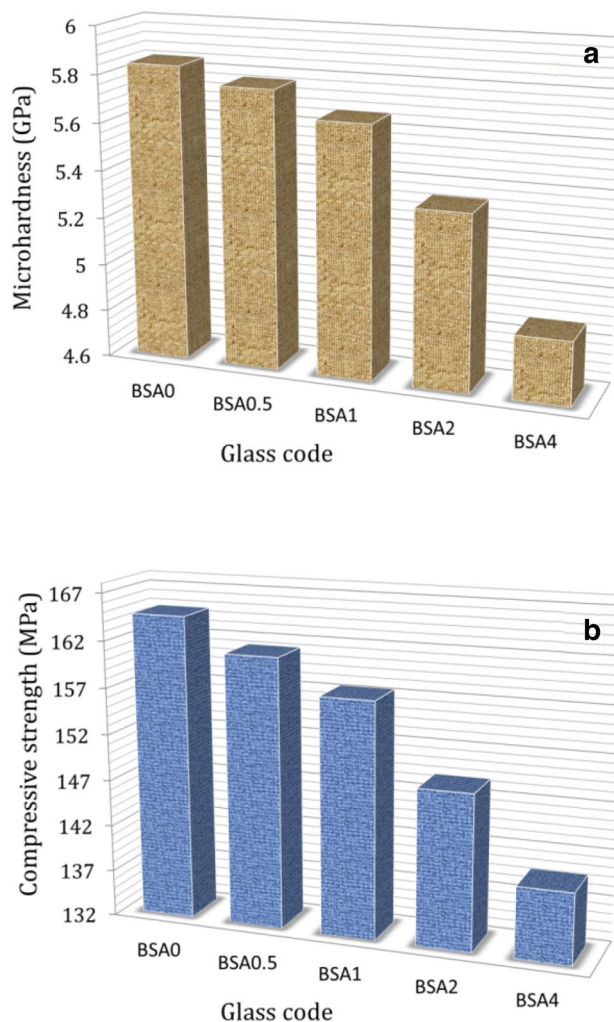 a
Microhardness (GPa)
6
5.8
5.6
5.4
5.2
5
4.8
4.6
BSA0
BSA0.5
BSA1
BSA2
BSA4
Glass code
b
Compressive strength (MPa)
167
162
157
152
147
142
137
132
BSA0
BSA0.5
BSA1
BSA2
BSA4
Glass code